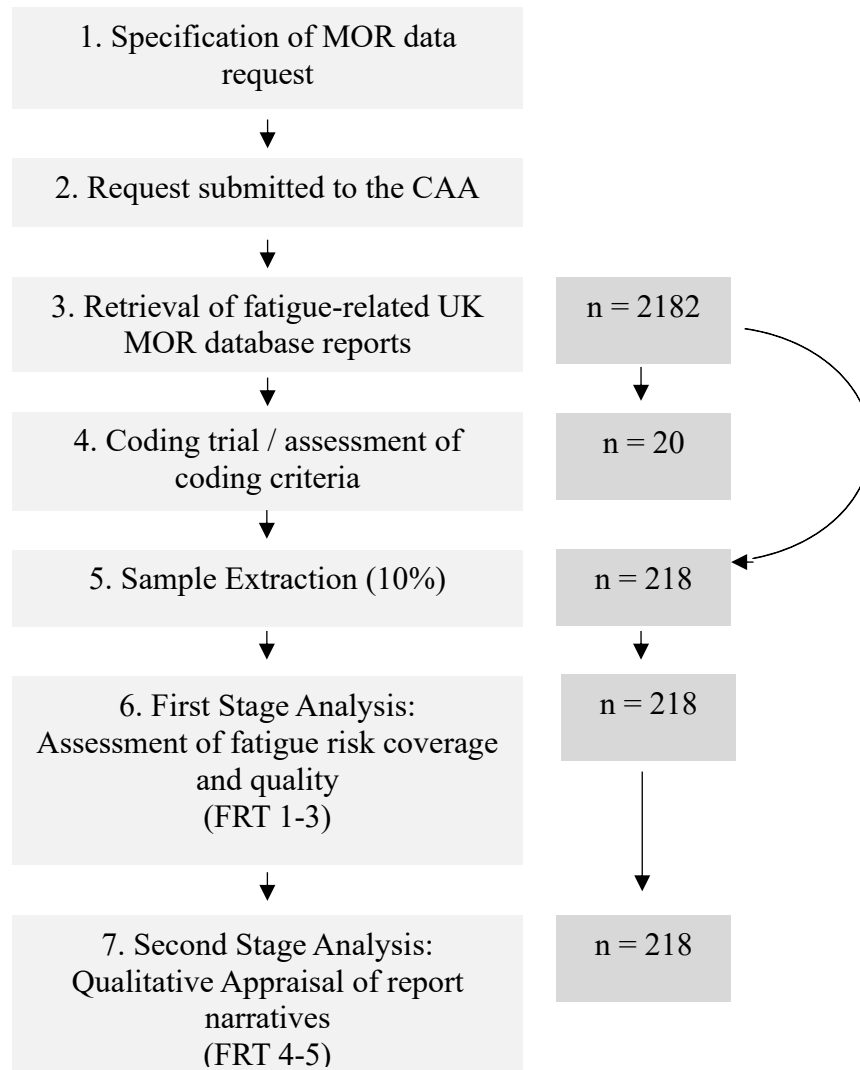 1. Specification of MOR data
request
2. Request submitted to the CAA
3. Retrieval of fatigue-related UK
MOR database reports
n = 2182
4. Coding trial / assessment of
coding criteria
n = 20
5. Sample Extraction (10%)
n = 218
6. First Stage Analysis:
Assessment of fatigue risk coverage
and quality
(FRT 1-3)
n = 218
7. Second Stage Analysis:
Qualitative Appraisal of report
narratives
(FRT 4-5)
n = 218